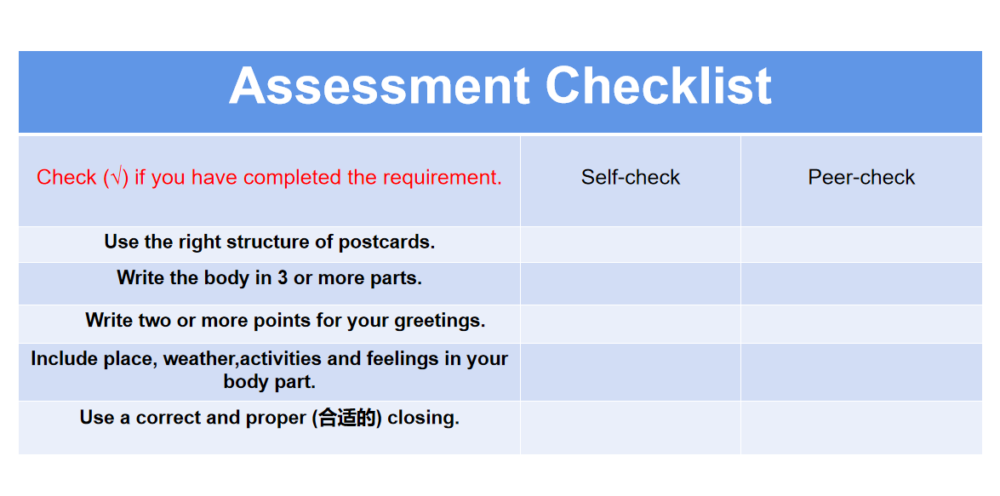 Assessment Checklist
Check (√) if you have completed the requirement.
Self-check
Peer-check
Use the right structure of postcards.
Write the body in 3 or more parts.
Write two or more points for your greetings.
Include place, weather,activities and feelings in your
body part.
Use a correct and proper (合适的) closing.